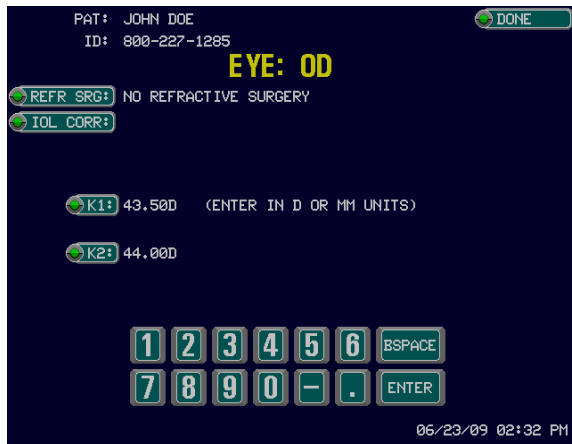 PAT: JOHN DOE
DONE
ID: 800-227-1285
EYE: OD
REFR SRG: NO REFRACTIVE SURGERY
IOL CORR:
K1: 43.50D (ENTER IN D OR MM UNITS)
K2: 44.00D
1 2 3 4 5 6 BSPACE
7 8 9 0 - . ENTER
06/23/09 02:32 PM